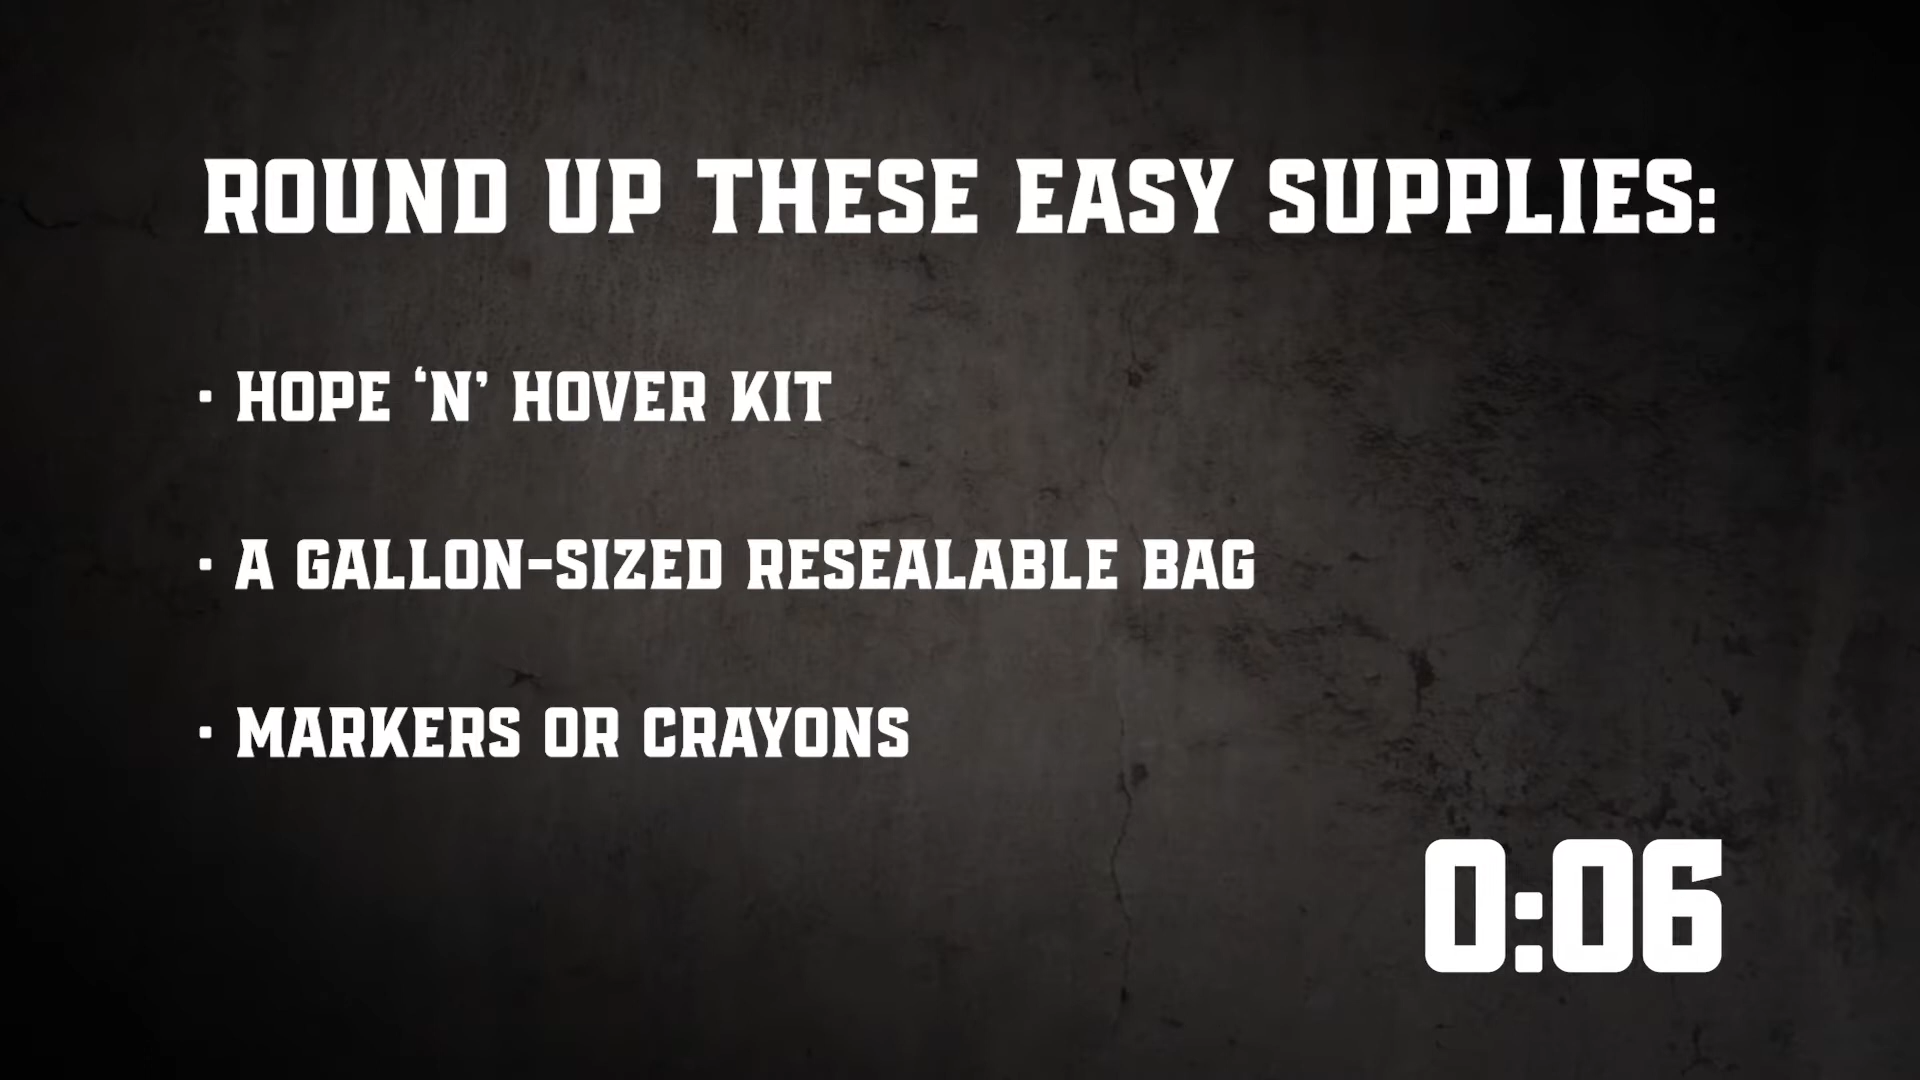 ROUND UP THESE EASY SUPPLIES:
· HOPE ‘N’ HOVER KIT
· A GALLON-SIZED RESEALABLE BAG
· MARKERS OR CRAYONS
0:06